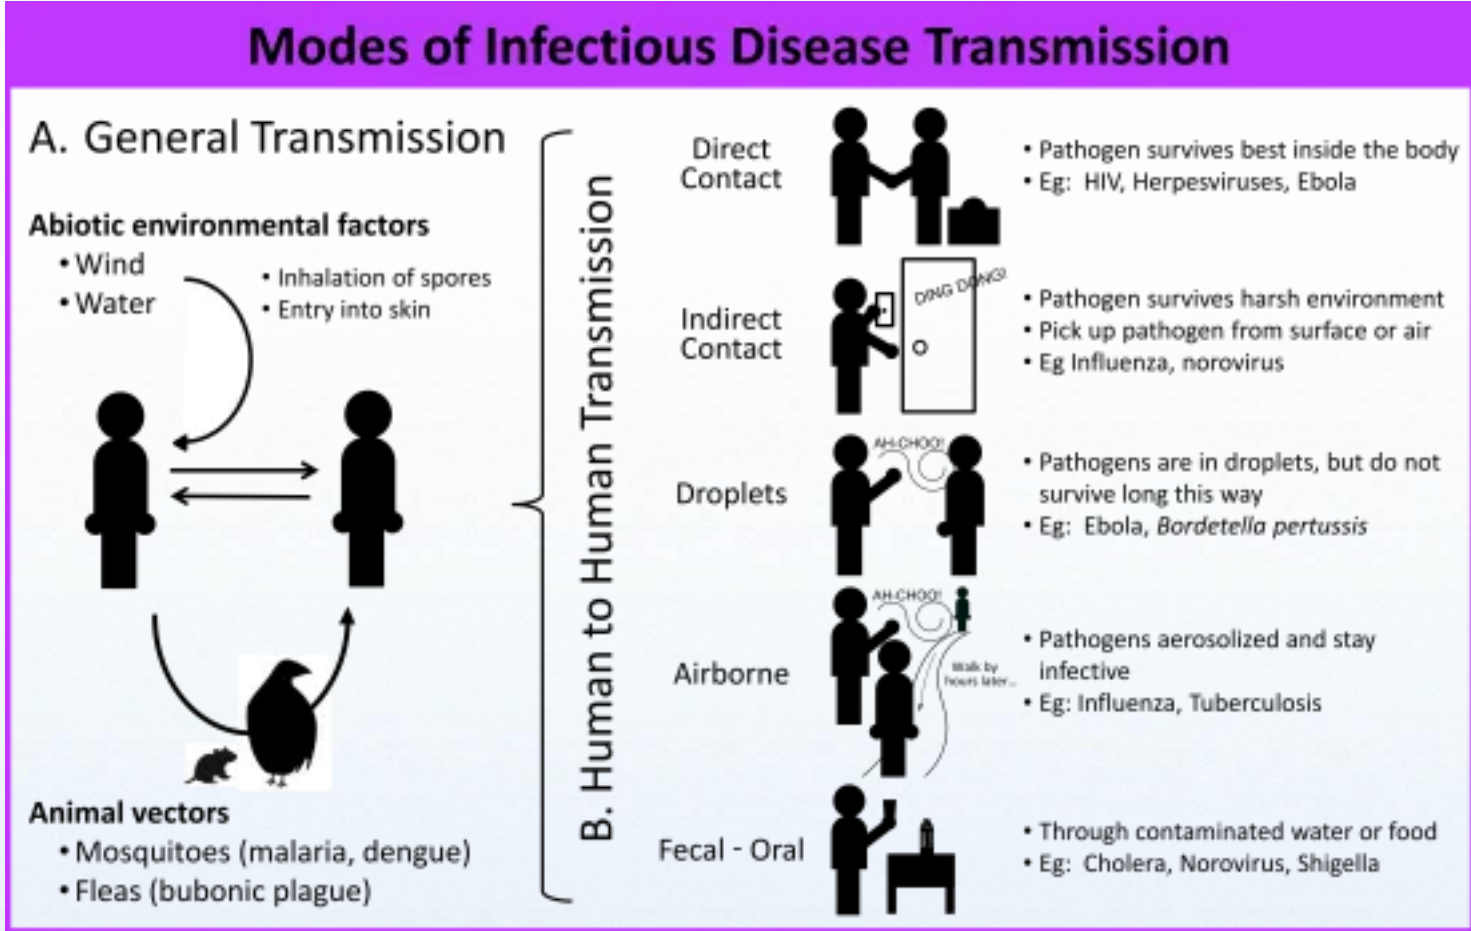 Modes of Infectious Disease Transmission
A. General Transmission
Abiotic environmental factors
• Wind
• Water
• Inhalation of spores
• Entry into skin
Animal vectors
• Mosquitoes (malaria, dengue)
• Fleas (bubonic plague)
B. Human to Human Transmission
Direct
Contact
• Pathogen survives best inside the body
• Eg: HIV, Herpesviruses, Ebola
Indirect
Contact
DING DONG!
• Pathogen survives harsh environment
• Pick up pathogen from surface or air
• Eg Influenza, norovirus
Droplets
AH-CHOO!
• Pathogens are in droplets, but do not
survive long this way
• Eg: Ebola, Bordetella pertussis
Airborne
AH-CHOO!
Walk by
hours later...
• Pathogens aerosolized and stay
infective
• Eg: Influenza, Tuberculosis
Fecal - Oral
• Through contaminated water or food
• Eg: Cholera, Norovirus, Shigella